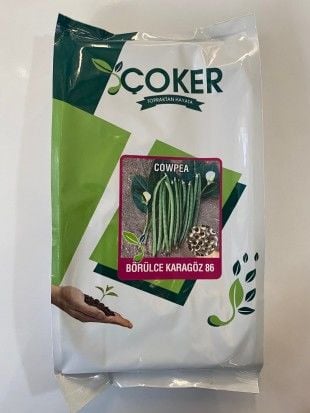 ÇOKER
TOPRAKTAN HAYATA
COWPEA
BÖRÜLCE KARAGÖZ 86